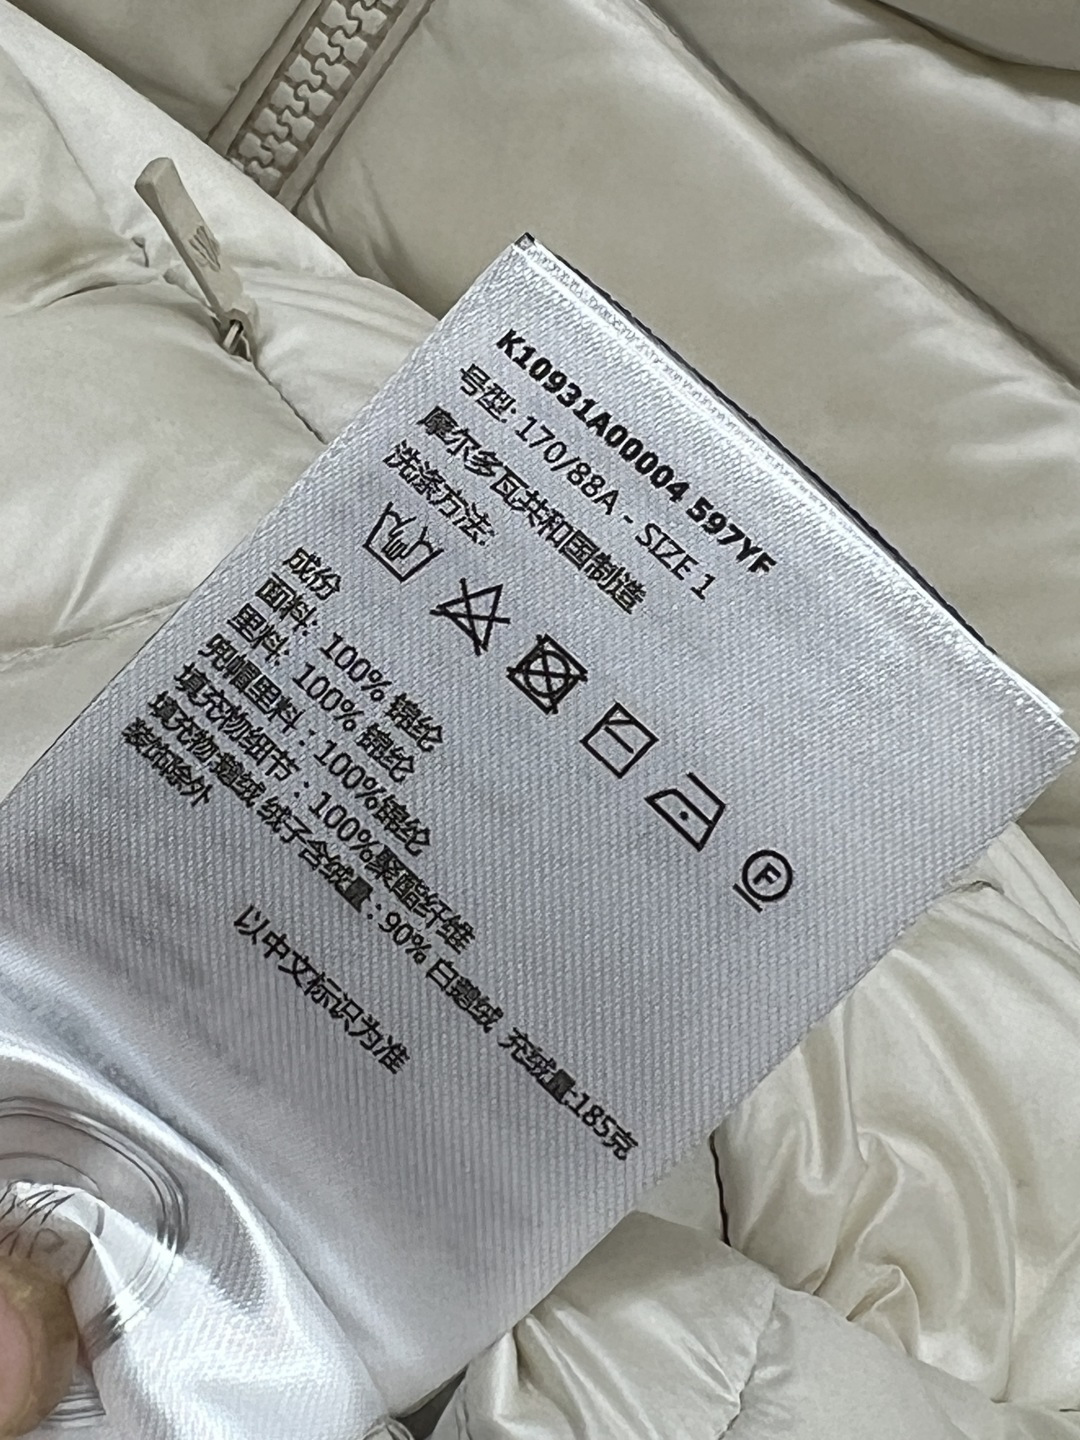 K10931A00004 597YF
号型: 170/88A - SIZE 1
摩尔多瓦共和国制造
洗涤方法:
F
成份
面料: 100% 锦纶
里料: 100% 锦纶
兜帽里料: 100%锦纶
填充物细节: 100%聚酯纤维
填充物:鹅绒 绒子含绒量: 90% 白鹅绒 充绒量:185克
装饰除外
以中文标识为准